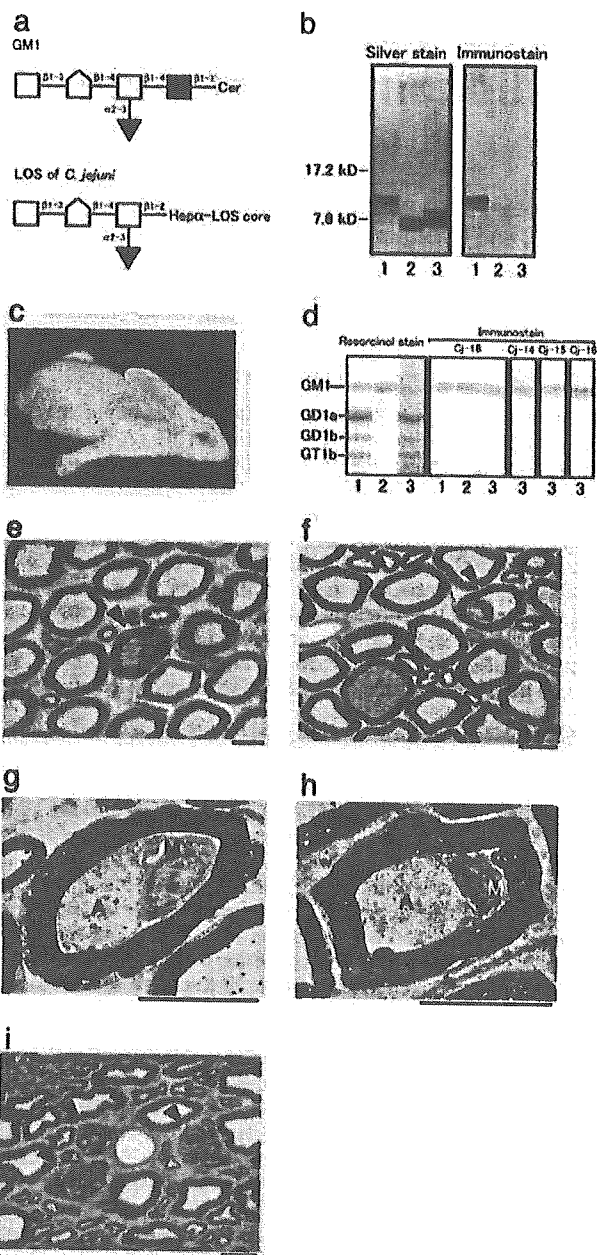 a
GM1
β1-3 β1-4 β1-4 β1-1 Cer
α2-3
LOS of C. jejuni
β1-3 β1-4 β1-2 Hepα-LOS core
α2-3
b
Silver stain Immunostain
17.2 kD
7.8 kD
1 2 3 1 2 3
c
d
Immunostain
Resorcinol stain Cj-1B Cj-14 Cj-15 Cj-16
GM1
GD1a
GD1b
GT1b
1 2 3 1 2 3 3 3 3
e
f
g
A
h
A M
i